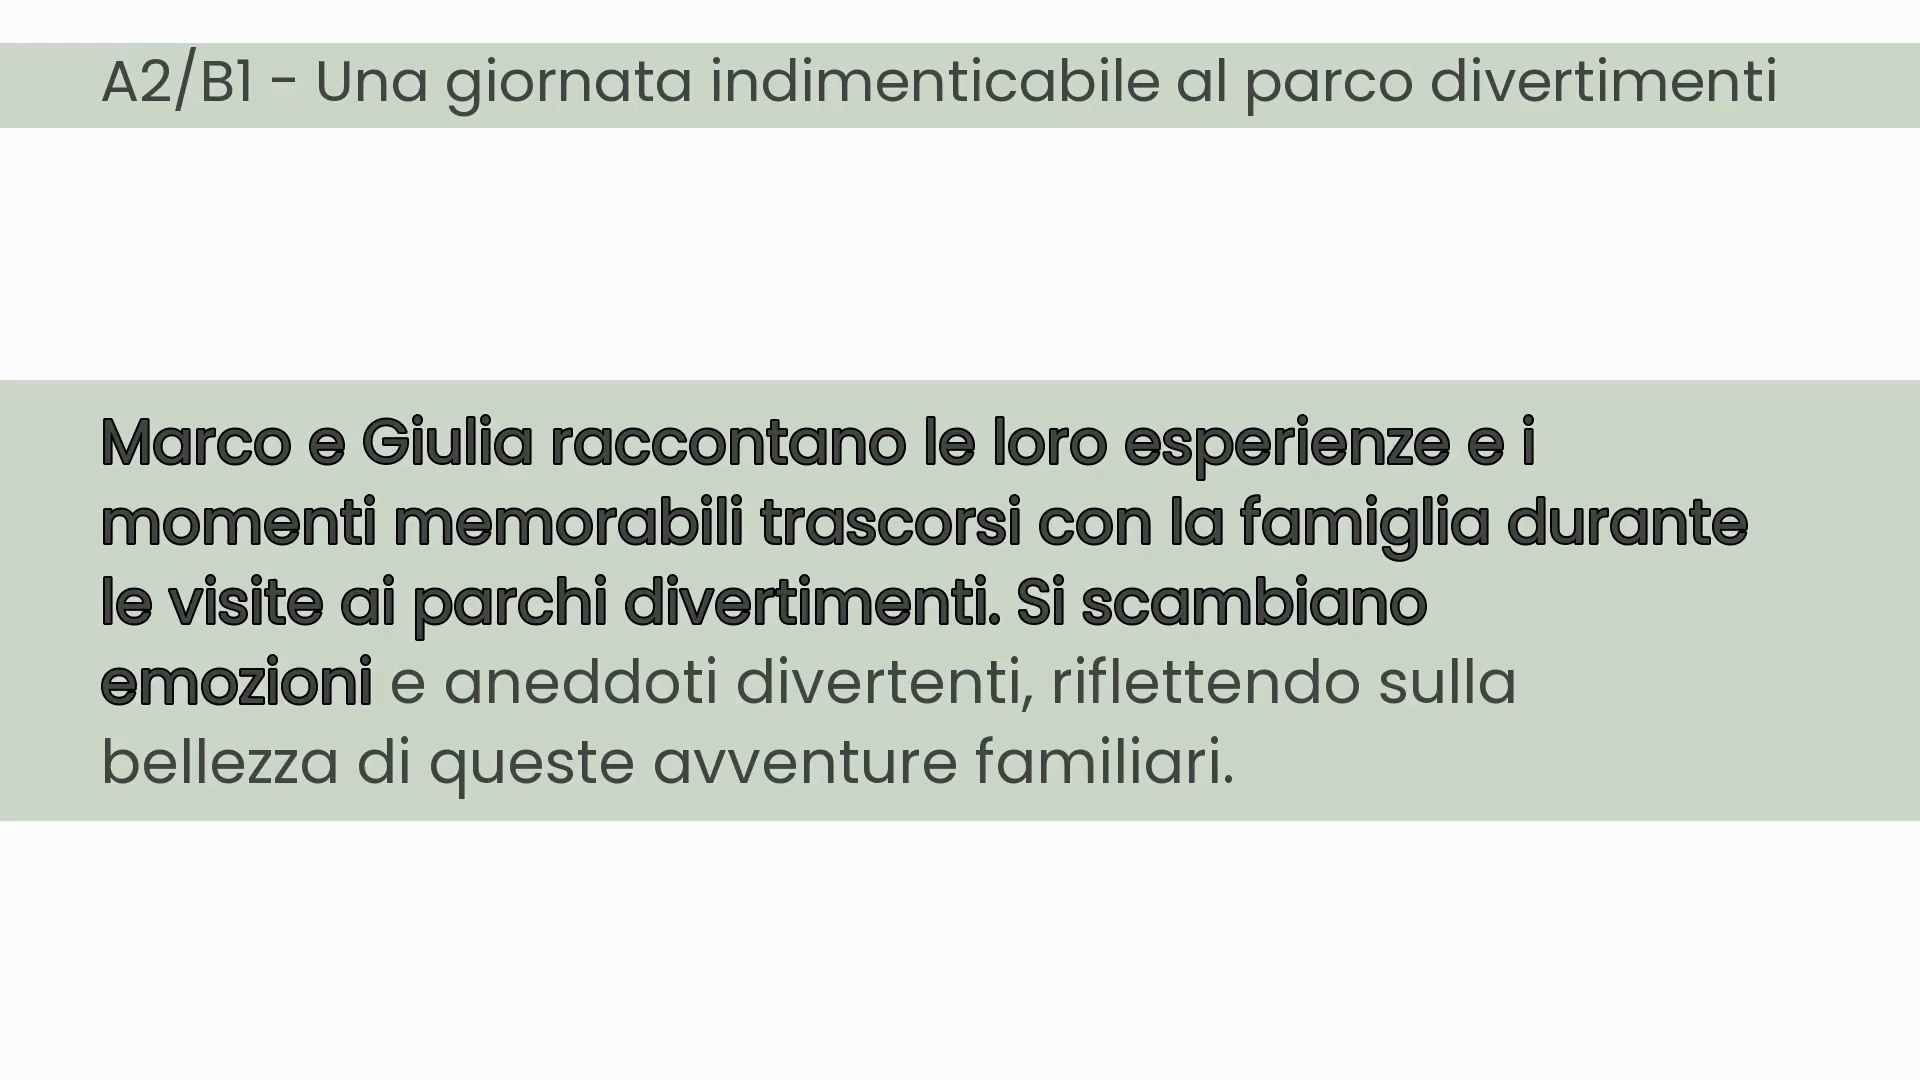 A2/B1 - Una giornata indimenticabile al parco divertimenti
Marco e Giulia raccontano le loro esperienze e i
momenti memorabili trascorsi con la famiglia durante
le visite ai parchi divertimenti. Si scambiano
emozioni e aneddoti divertenti, riflettendo sulla
bellezza di queste avventure familiari.